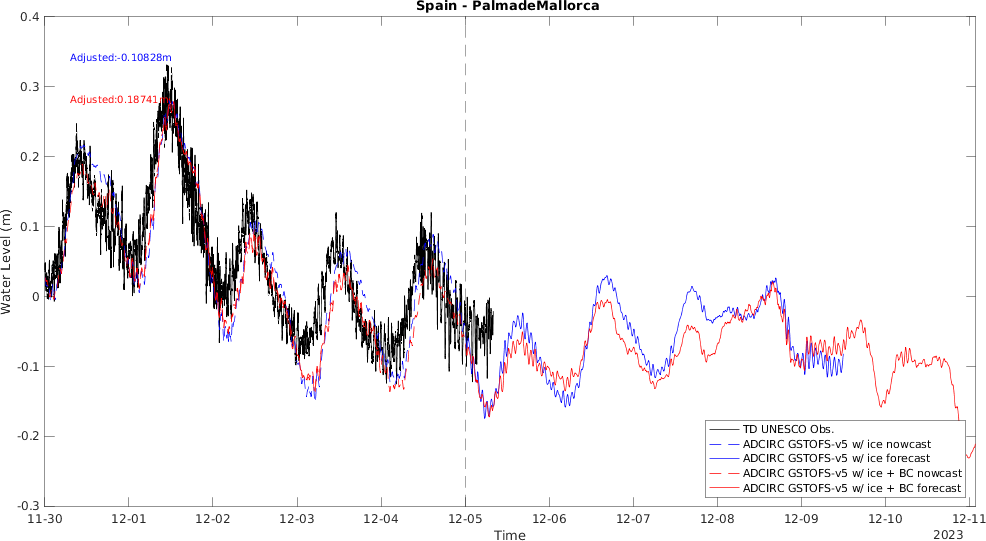 Spain - PalmadeMallorca
Adjusted:-0.10828m
Adjusted:0.18741m
Water Level (m)
0.4
0.3
0.2
0.1
0
-0.1
-0.2
-0.3
11-30
12-01
12-02
12-03
12-04
12-05
12-06
12-07
12-08
12-09
12-10
12-11
Time
2023
TD UNESCO Obs.
ADCIRC GSTOFS-v5 w/ ice nowcast
ADCIRC GSTOFS-v5 w/ ice forecast
ADCIRC GSTOFS-v5 w/ ice + BC nowcast
ADCIRC GSTOFS-v5 w/ ice + BC forecast